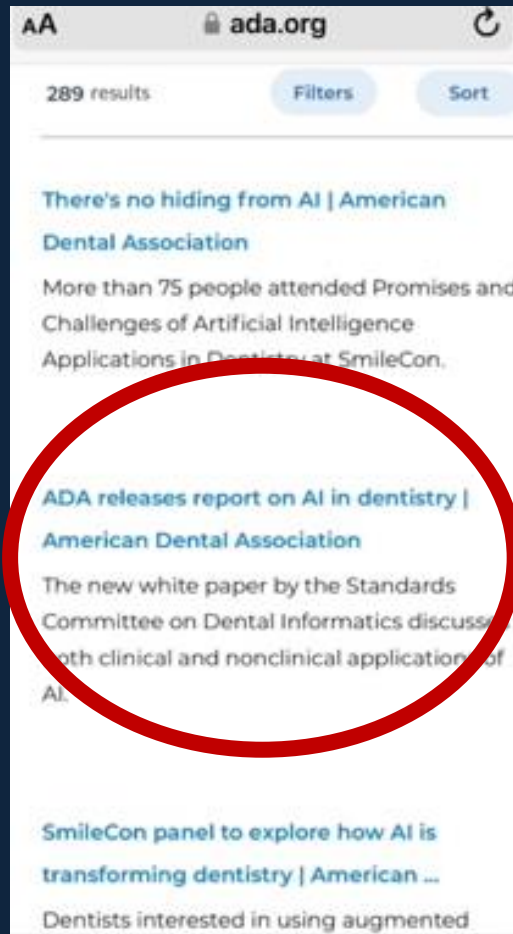 AA ada.org
289 results Filters Sort
There's no hiding from AI | American
Dental Association
More than 75 people attended Promises and
Challenges of Artificial Intelligence
Applications in Dentistry at SmileCon.
ADA releases report on AI in dentistry |
American Dental Association
The new white paper by the Standards
Committee on Dental Informatics discusses
both clinical and nonclinical applications of
AI.
SmileCon panel to explore how AI is
transforming dentistry | American ...
Dentists interested in using augmented